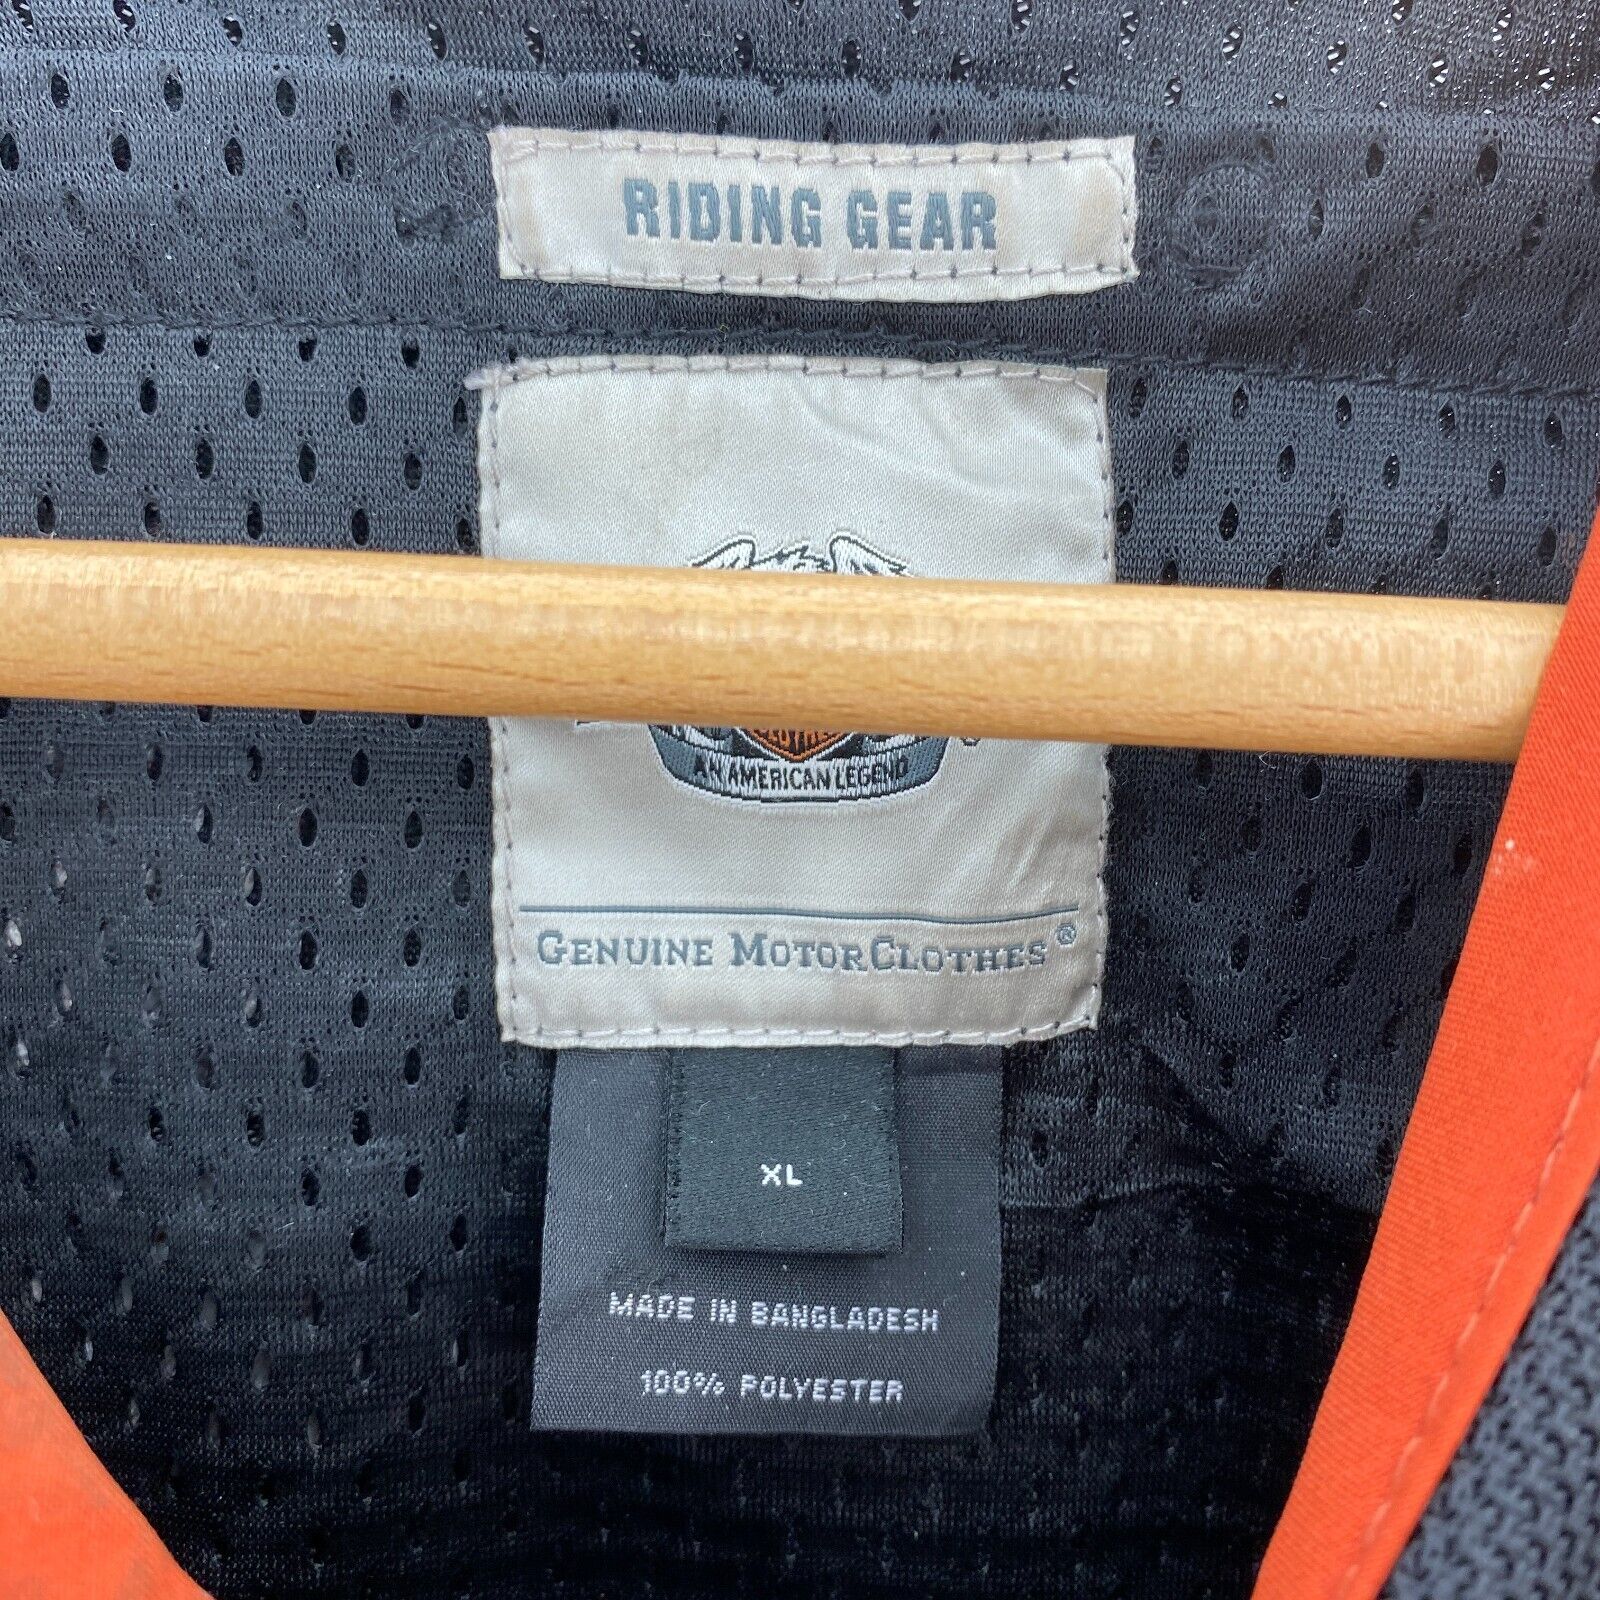 RIDING GEAR
AN AMERICAN LEGEND
GENUINE MOTORCLOTHES®
XL
MADE IN BANGLADESH
100% POLYESTER